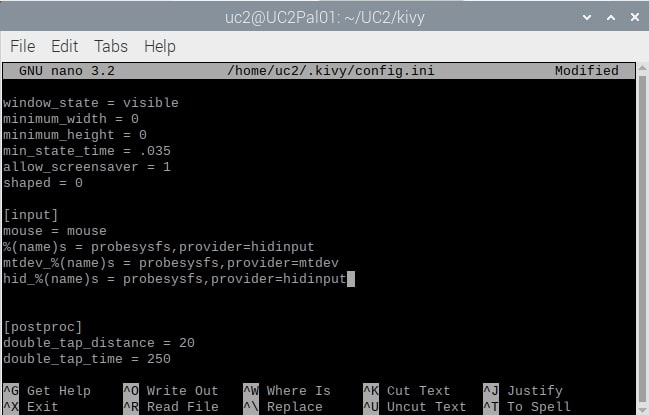 uc2@UC2Pal01: ~/UC2/kivy
File Edit Tabs Help
GNU nano 3.2 /home/uc2/.kivy/config.ini Modified
window_state = visible
minimum_width = 0
minimum_height = 0
min_state_time = .035
allow_screensaver = 1
shaped = 0
[input]
mouse = mouse
%(name)s = probesysfs,provider=hidinput
mtdev_%(name)s = probesysfs,provider=mtdev
hid_%(name)s = probesysfs,provider=hidinput
[postproc]
double_tap_distance = 20
double_tap_time = 250
^G Get Help ^O Write Out ^W Where Is ^K Cut Text ^J Justify
^X Exit ^R Read File ^\ Replace ^U Uncut Text ^T To Spell